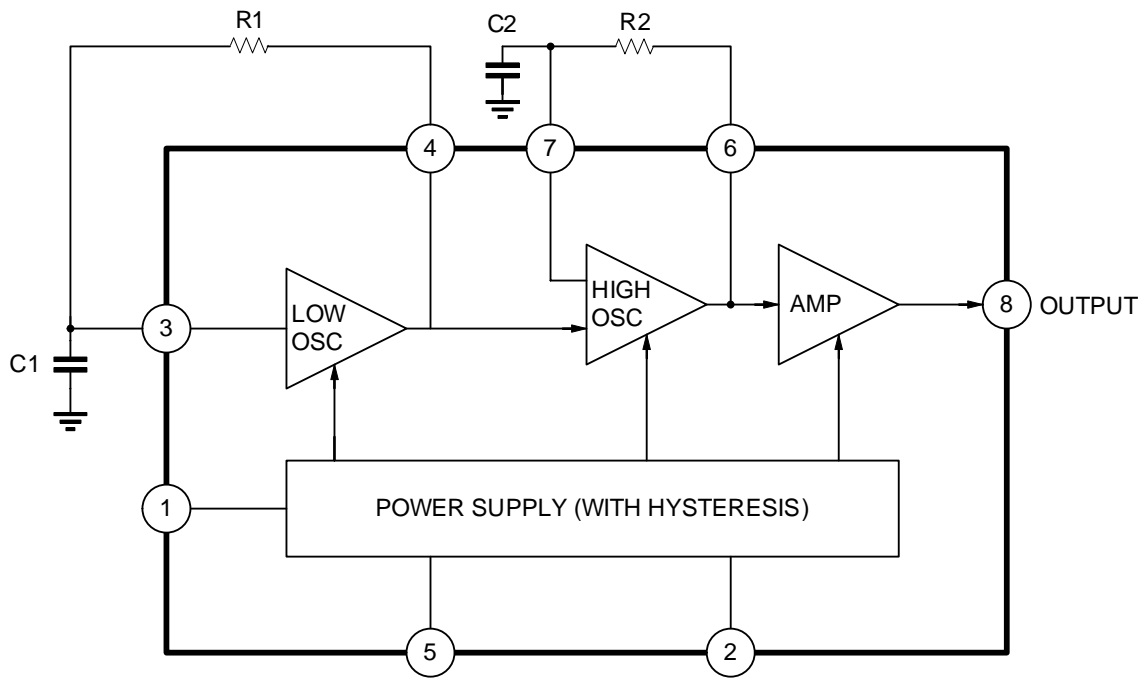 R1
C2
R2
4
7
6
LOW
OSC
HIGH
OSC
AMP
8 OUTPUT
3
C1
1
POWER SUPPLY (WITH HYSTERESIS)
5
2